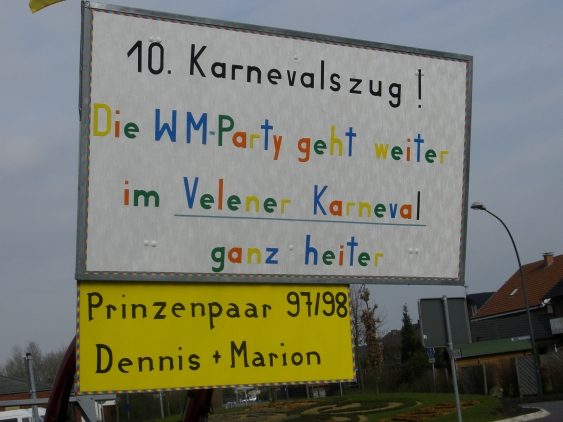 10. Karnevalszug!
Die WM-Party geht weiter
im Velener Karneval
ganz heiter
Prinzenpaar 97/98
Dennis + Marion